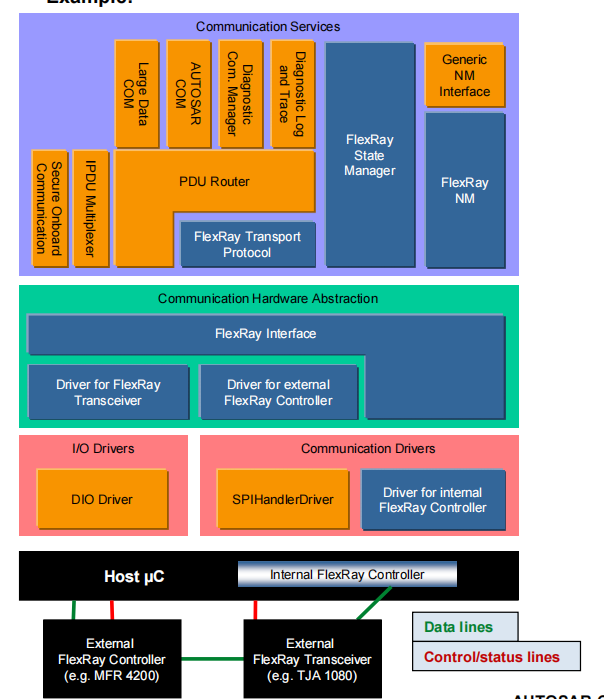 Example:
Communication Services
Large Data
COM
AUTOSAR
COM
Diagnostic
Com. Manager
Diagnostic Log
and Trace
FlexRay
State
Manager
Generic
NM
Interface
Secure Onboard
Communication
IPDU Multiplexer
PDU Router
FlexRay Transport
Protocol
FlexRay
NM
Communication Hardware Abstraction
FlexRay Interface
Driver for FlexRay
Transceiver
Driver for external
FlexRay Controller
I/O Drivers
DIO Driver
Communication Drivers
SPIHandlerDriver
Driver for internal
FlexRay Controller
Host µC
Internal FlexRay Controller
External
FlexRay Controller
(e.g. MFR 4200)
External
FlexRay Transceiver
(e.g. TJA 1080)
Data lines
Control/status lines
AUTOSAR